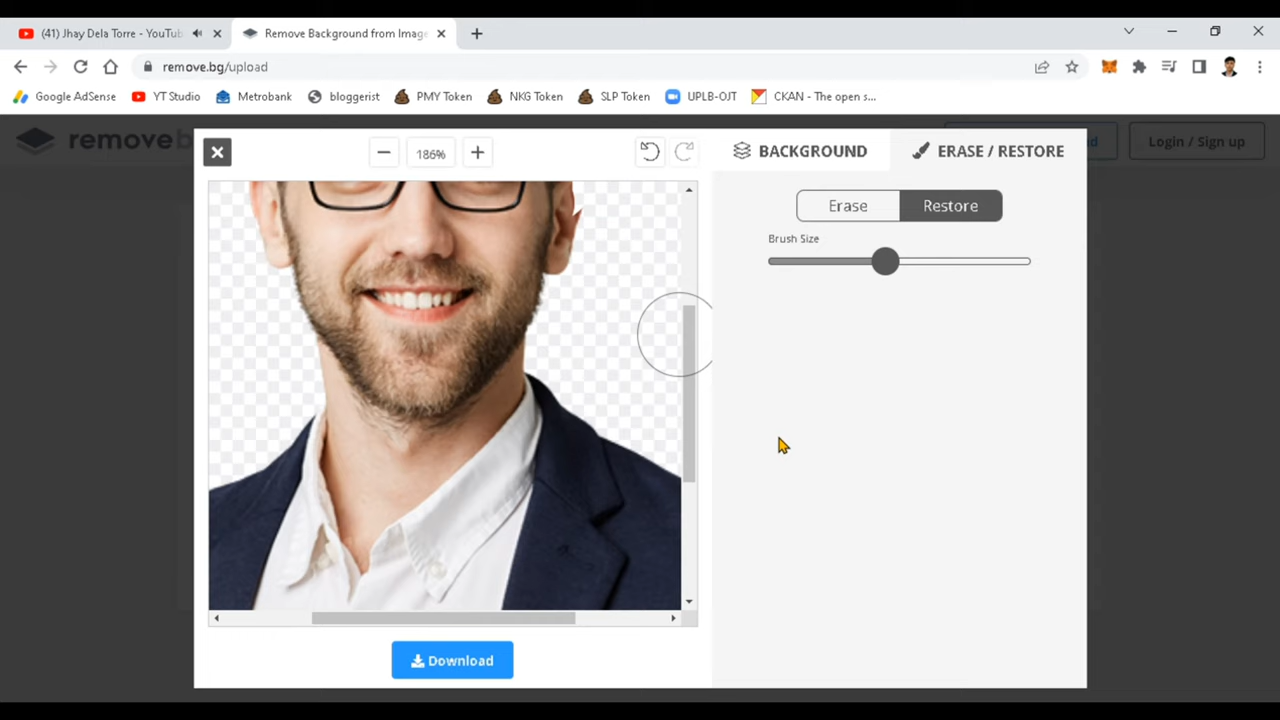 (41) Jhay Dela Torre - YouTub
Remove Background from Image
remove.bg/upload
Google AdSense
YT Studio
Metrobank
bloggerist
PMY Token
NKG Token
SLP Token
UPLB-OJT
CKAN - The open s...
remove.b
d
Login / Sign up
186%
BACKGROUND
ERASE / RESTORE
Erase
Restore
Brush Size
Download